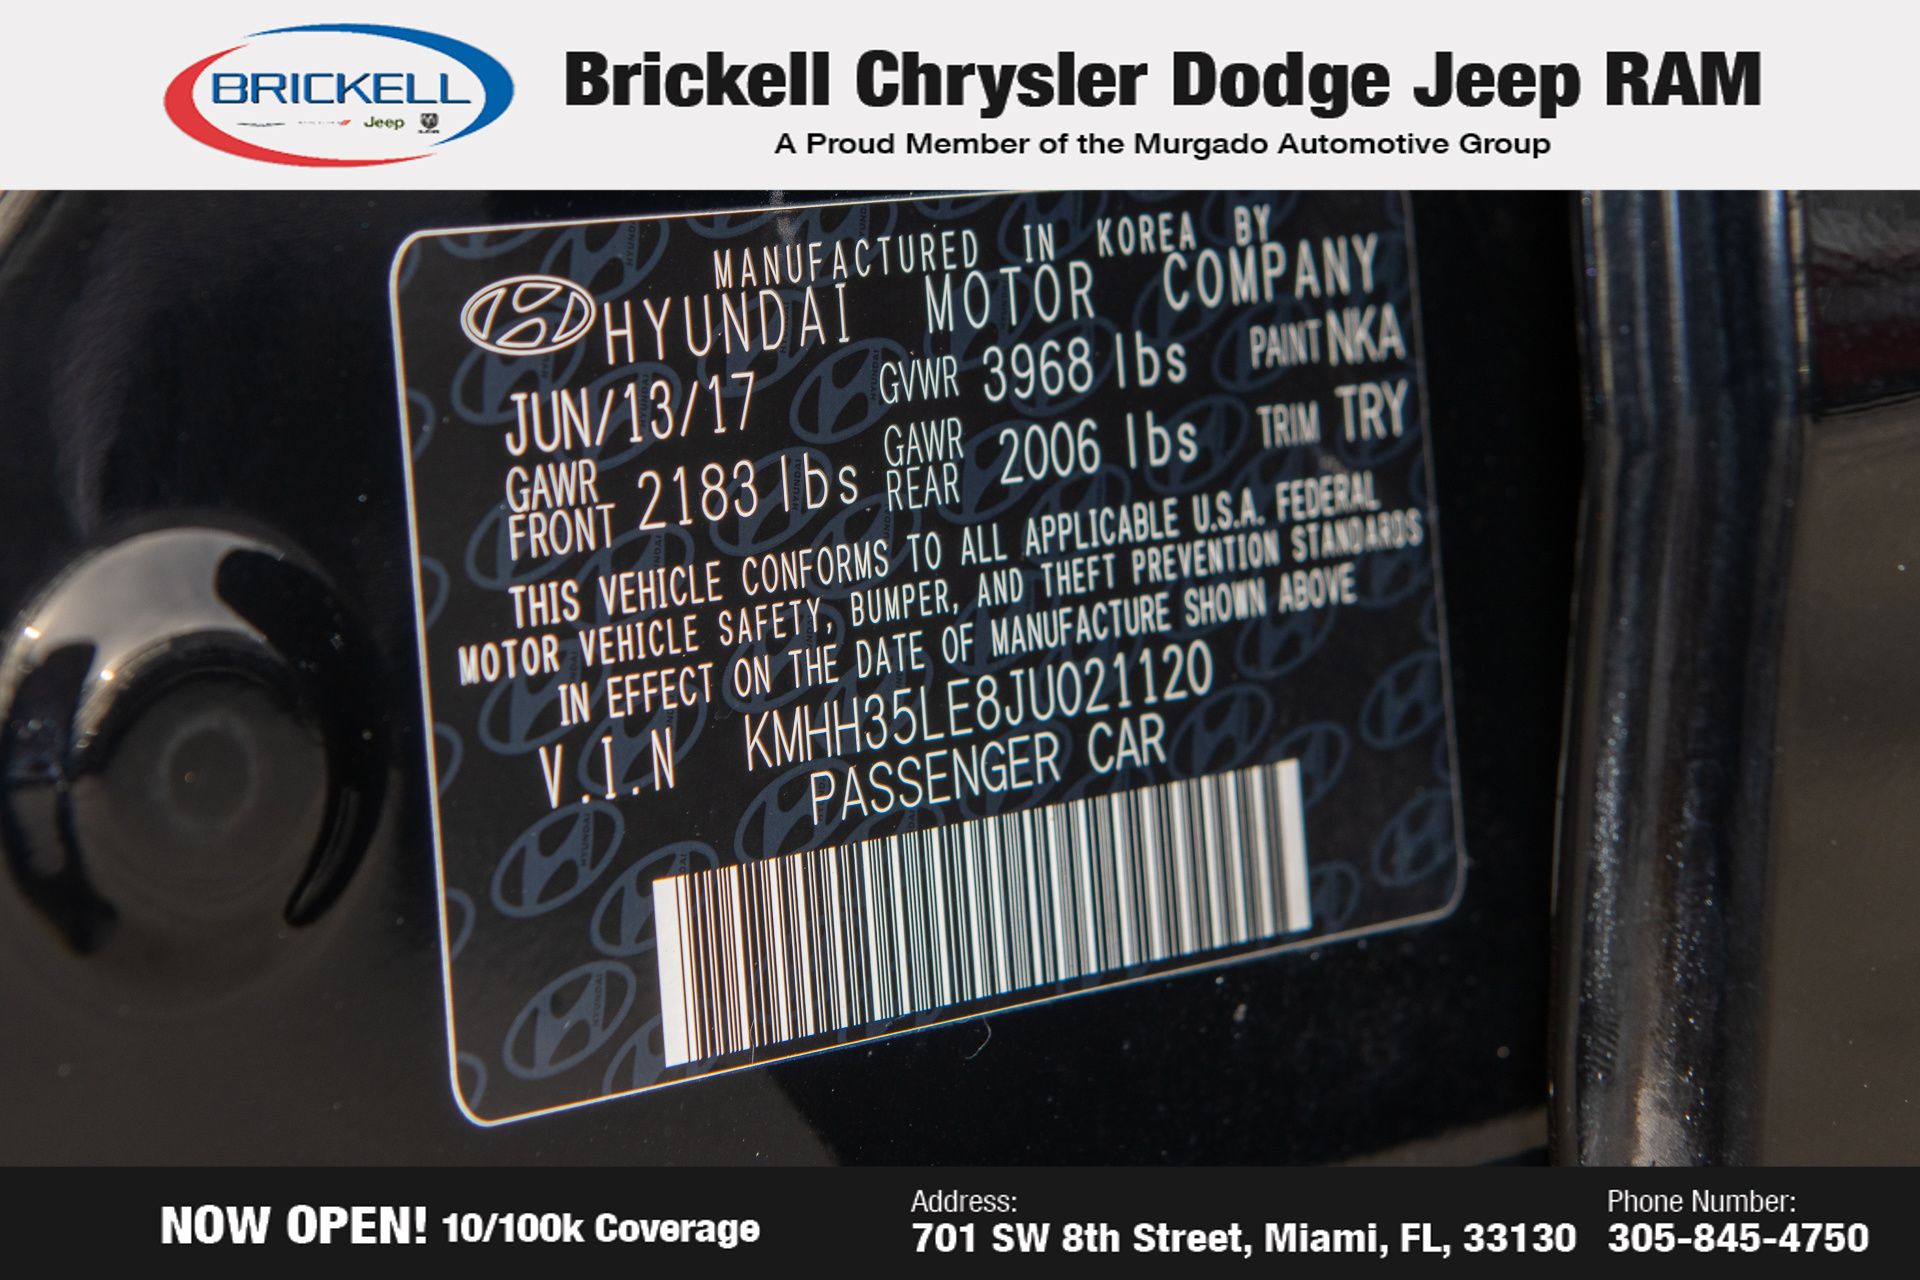 BRICKELL
Jeep
Brickell Chrysler Dodge Jeep RAM
A Proud Member of the Murgado Automotive Group
MANUFACTURED IN KOREA BY
HYUNDAI MOTOR COMPANY
JUN/13/17 GVWR 3968 lbs PAINT NKA
GAWR FRONT 2183 lbs GAWR REAR 2006 lbs TRIM TRY
THIS VEHICLE CONFORMS TO ALL APPLICABLE U.S.A. FEDERAL
MOTOR VEHICLE SAFETY, BUMPER, AND THEFT PREVENTION STANDARDS
IN EFFECT ON THE DATE OF MANUFACTURE SHOWN ABOVE
V.I.N KMHH35LE8JU021120
PASSENGER CAR
NOW OPEN! 10/100k Coverage
Address:
701 SW 8th Street, Miami, FL, 33130
Phone Number:
305-845-4750